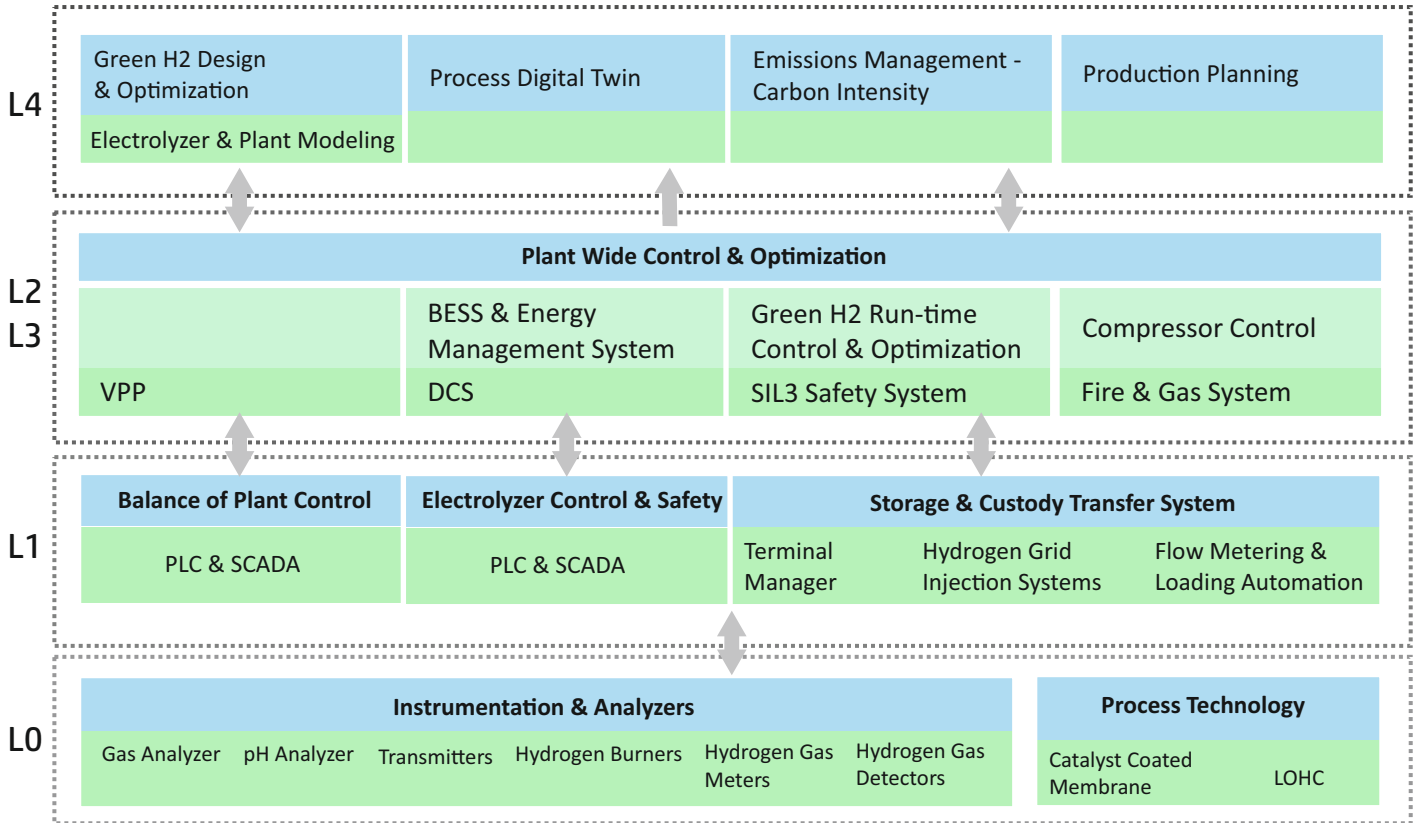 L4
Green H2 Design
& Optimization
Electrolyzer & Plant Modeling
Process Digital Twin
Emissions Management -
Carbon Intensity
Production Planning
L2
L3
Plant Wide Control & Optimization
VPP
BESS & Energy
Management System
DCS
Green H2 Run-time
Control & Optimization
SIL3 Safety System
Compressor Control
Fire & Gas System
L1
Balance of Plant Control
PLC & SCADA
Electrolyzer Control & Safety
PLC & SCADA
Storage & Custody Transfer System
Terminal
Manager
Hydrogen Grid
Injection Systems
Flow Metering &
Loading Automation
L0
Instrumentation & Analyzers
Gas Analyzer
pH Analyzer
Transmitters
Hydrogen Burners
Hydrogen Gas
Meters
Hydrogen Gas
Detectors
Process Technology
Catalyst Coated
Membrane
LOHC